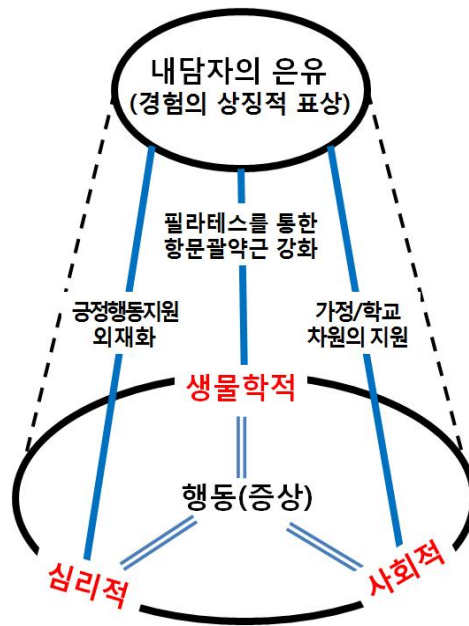 내담자의 은유
(경험의 상징적 표상)
필라테스를 통한
항문괄약근 강화
긍정행동지원
외재화
가정/학교
차원의 지원
생물학적
행동(증상)
심리적
사회적